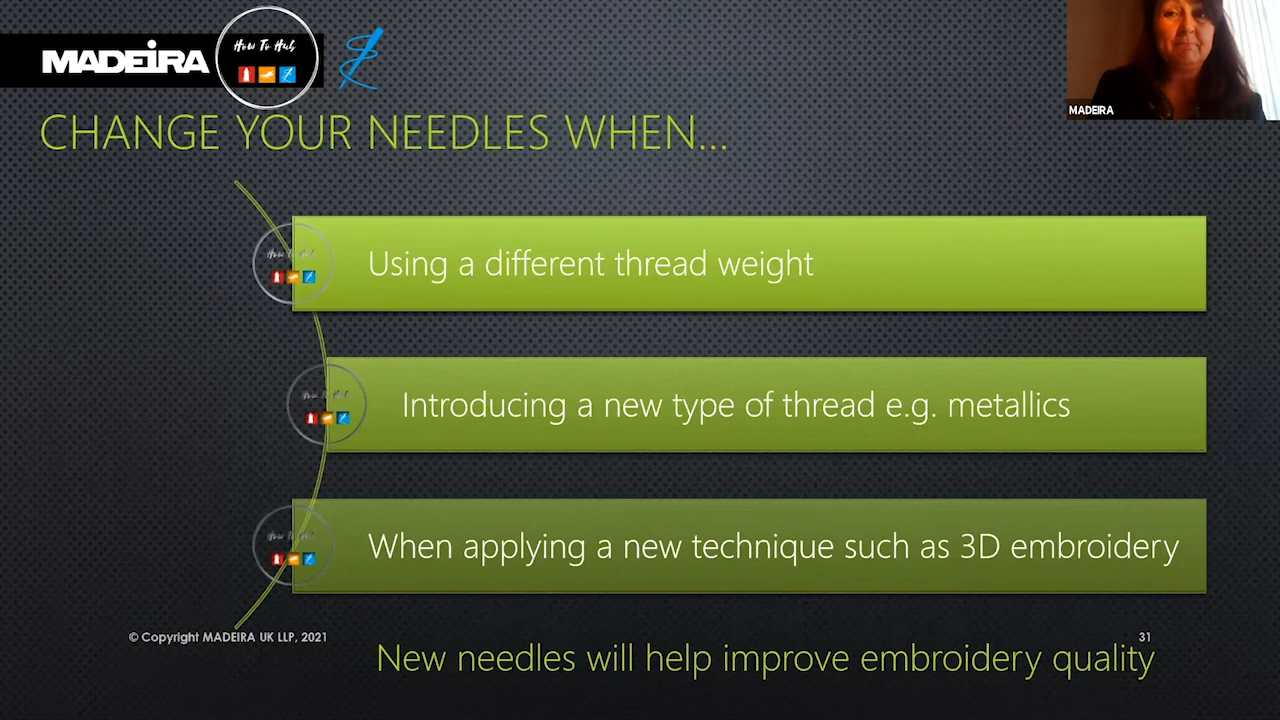 MADEIRA
How To Hub
MADEIRA
CHANGE YOUR NEEDLES WHEN...
Using a different thread weight
Introducing a new type of thread e.g. metallics
When applying a new technique such as 3D embroidery
© Copyright MADEIRA UK LLP, 2021
31
New needles will help improve embroidery quality